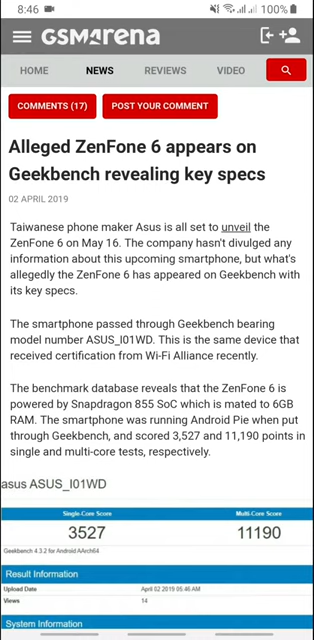 8:46 100%
GSMarena
HOME NEWS REVIEWS VIDEO
COMMENTS (17) POST YOUR COMMENT
Alleged ZenFone 6 appears on
Geekbench revealing key specs
02 APRIL 2019
Taiwanese phone maker Asus is all set to unveil the
ZenFone 6 on May 16. The company hasn't divulged any
information about this upcoming smartphone, but what's
allegedly the ZenFone 6 has appeared on Geekbench with
its key specs.
The smartphone passed through Geekbench bearing
model number ASUS_I01WD. This is the same device that
received certification from Wi-Fi Alliance recently.
The benchmark database reveals that the ZenFone 6 is
powered by Snapdragon 855 SoC which is mated to 6GB
RAM. The smartphone was running Android Pie when put
through Geekbench, and scored 3,527 and 11,190 points in
single and multi-core tests, respectively.
asus ASUS_I01WD
Single-Core Score Multi-Core Score
3527 11190
Geekbench 4.3.2 for Android AArch64
Result Information
Upload Date April 02 2019 05:46 AM
Views 14
System Information